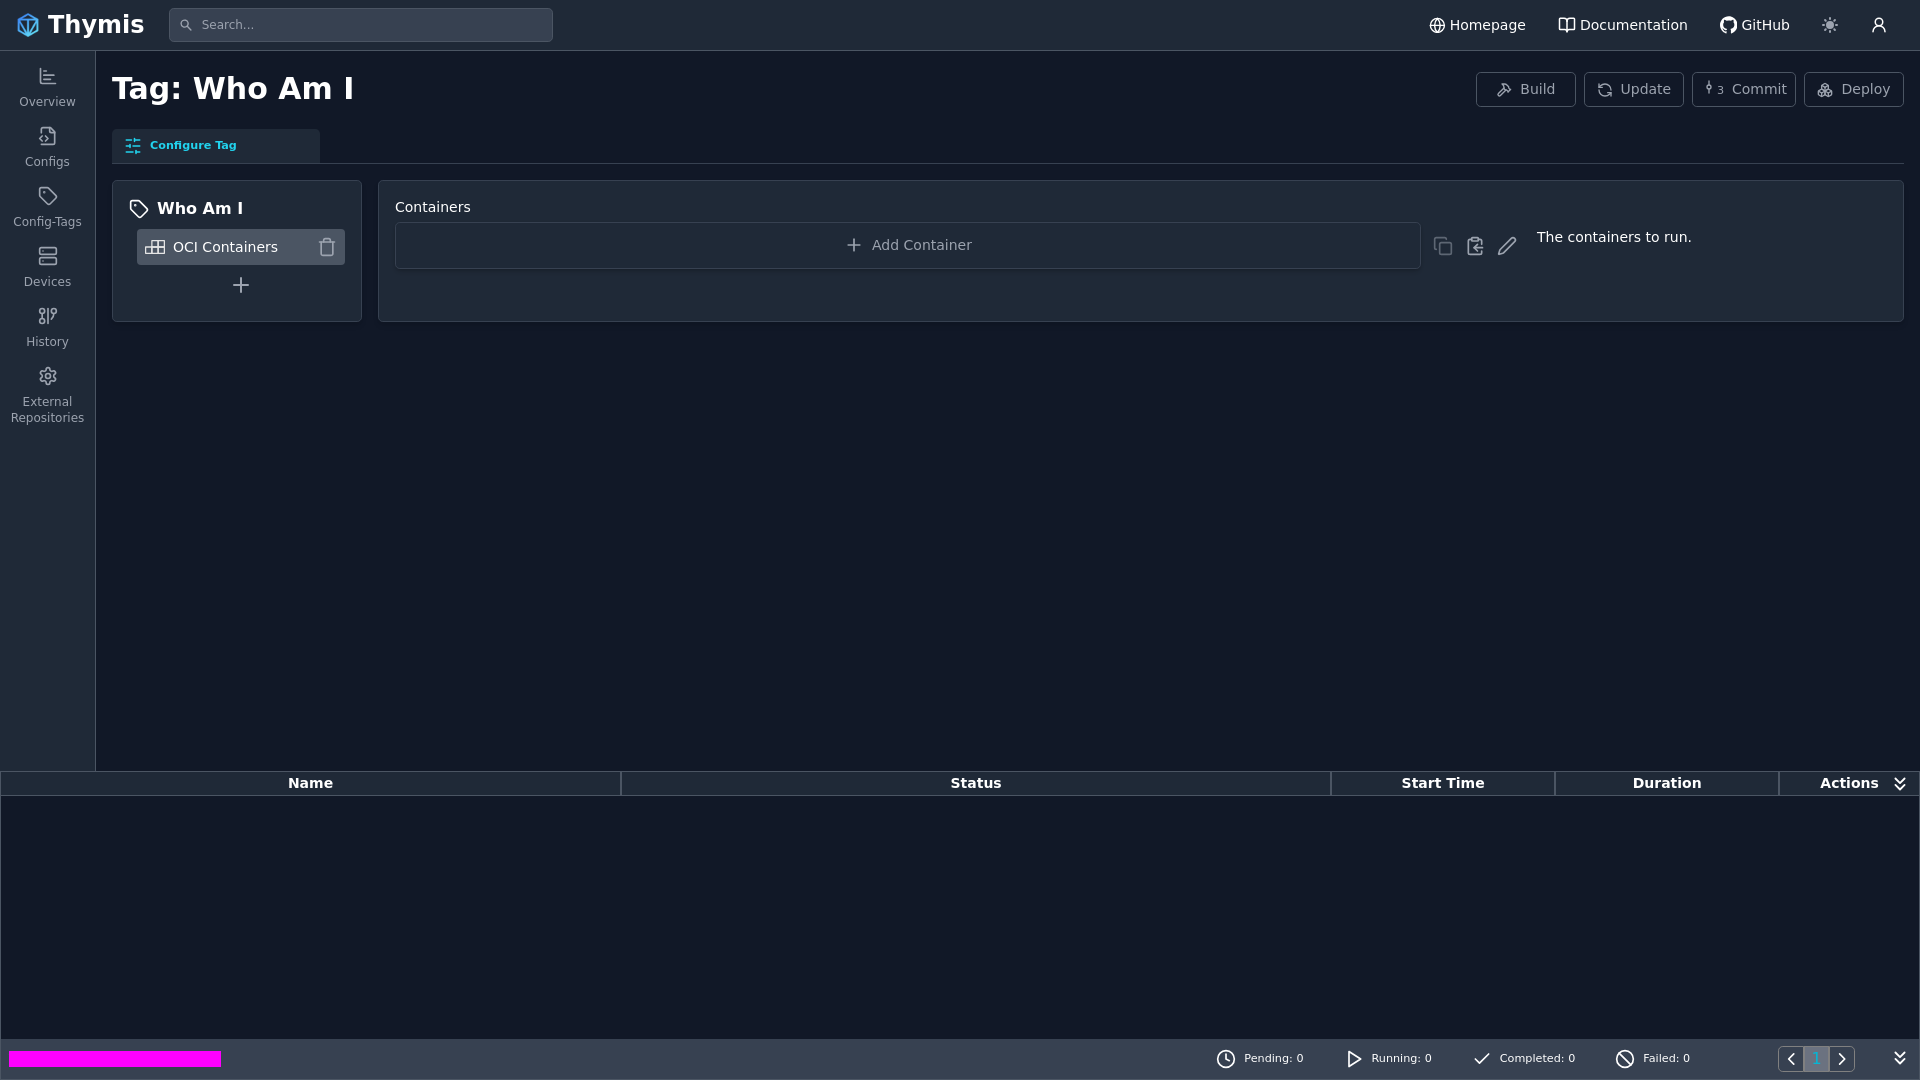 Thymis
Search...
Homepage
Documentation
GitHub
Overview
Configs
Config-Tags
Devices
History
External
Repositories
Tag: Who Am I
Build
Update
3 Commit
Deploy
Configure Tag
Who Am I
OCI Containers
Containers
Add Container
The containers to run.
Name
Status
Start Time
Duration
Actions
Pending: 0
Running: 0
Completed: 0
Failed: 0
1